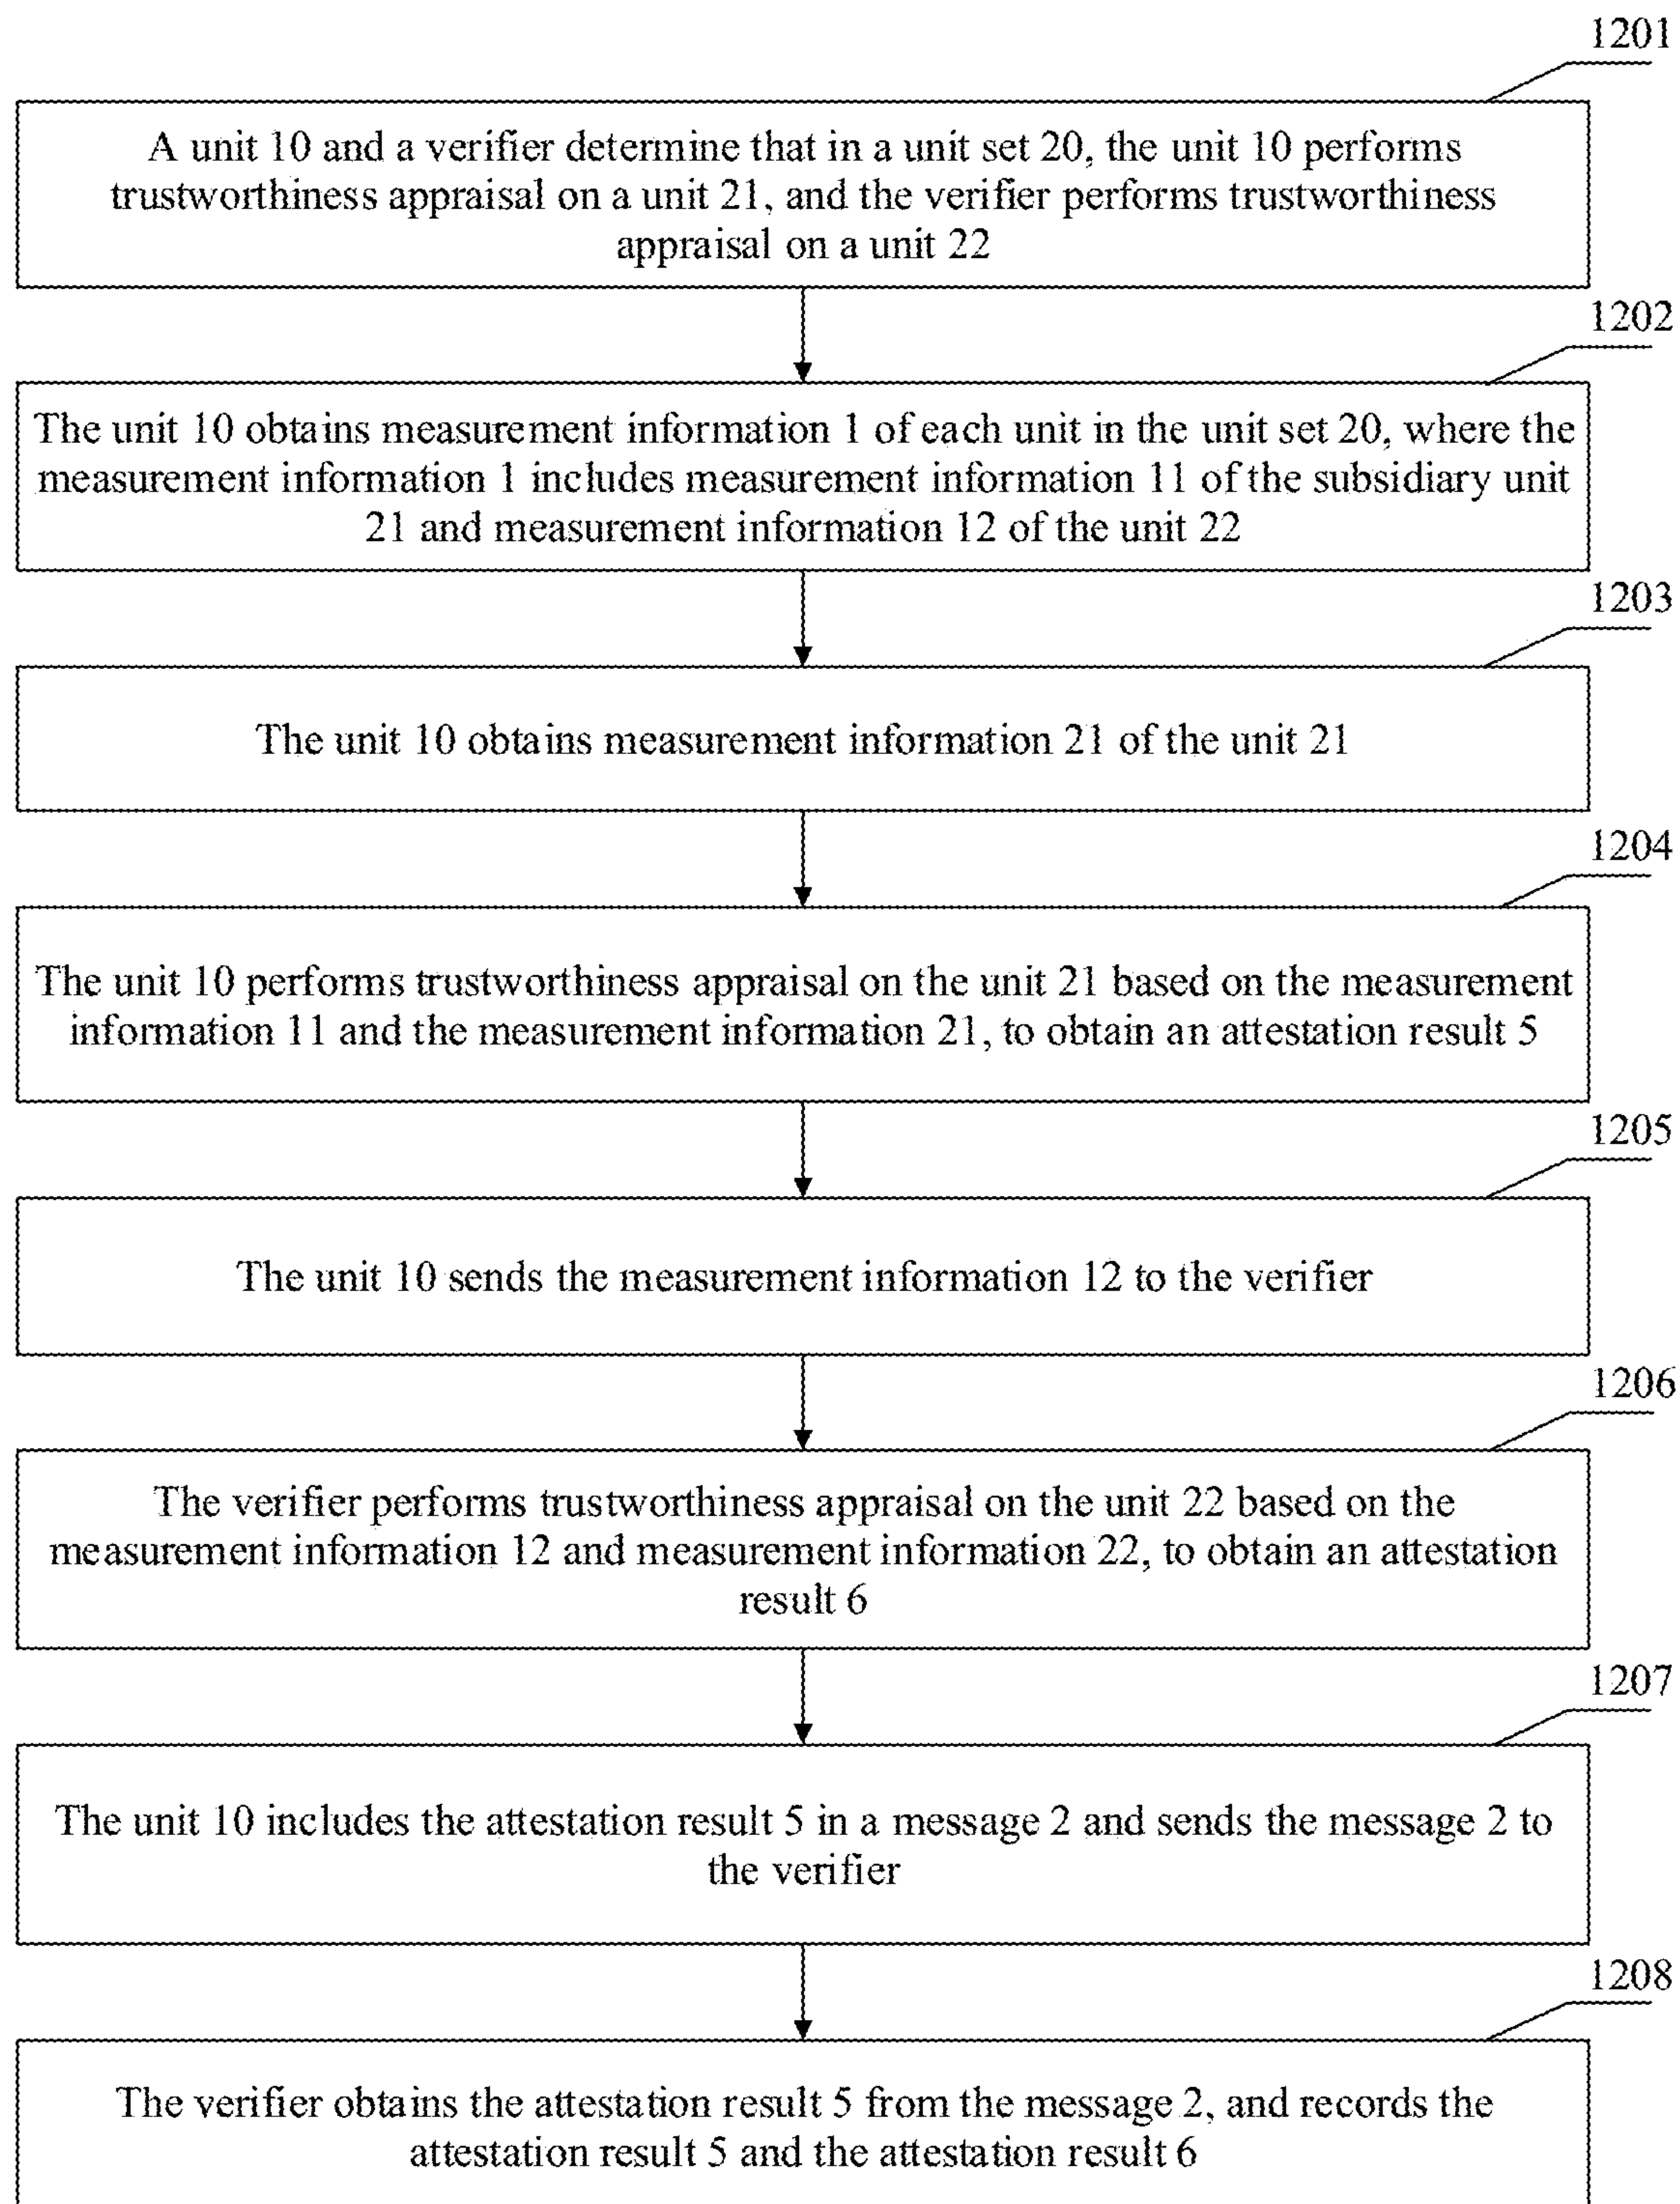 1201
A unit 10 and a verifier determine that in a unit set 20, the unit 10 performs
trustworthiness appraisal on a unit 21, and the verifier performs trustworthiness
appraisal on a unit 22
1202
The unit 10 obtains measurement information 1 of each unit in the unit set 20, where the
measurement information 1 includes measurement information 11 of the subsidiary unit
21 and measurement information 12 of the unit 22
1203
The unit 10 obtains measurement information 21 of the unit 21
1204
The unit 10 performs trustworthiness appraisal on the unit 21 based on the measurement
information 11 and the measurement information 21, to obtain an attestation result 5
1205
The unit 10 sends the measurement information 12 to the verifier
1206
The verifier performs trustworthiness appraisal on the unit 22 based on the
measurement information 12 and measurement information 22, to obtain an attestation
result 6
1207
The unit 10 includes the attestation result 5 in a message 2 and sends the message 2 to
the verifier
1208
The verifier obtains the attestation result 5 from the message 2, and records the
attestation result 5 and the attestation result 6